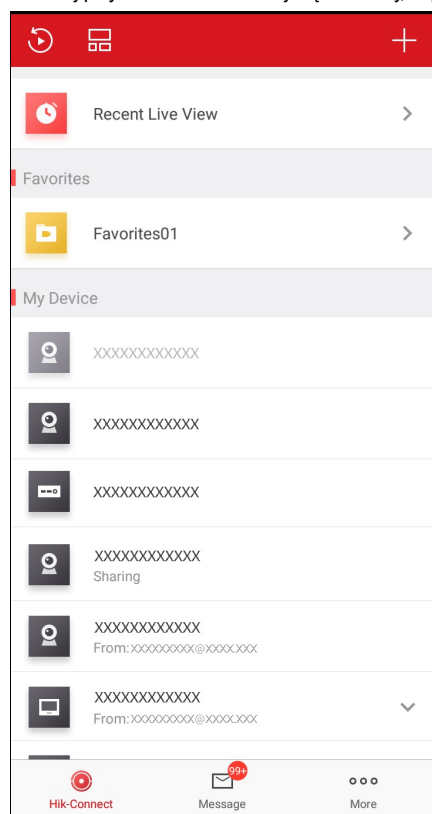 Recent Live View
Favorites
Favorites01
My Device
XXXXXXXXXXXX
XXXXXXXXXXXX
XXXXXXXXXXXX
XXXXXXXXXXXX
Sharing
XXXXXXXXXXXX
From:XXXXXXXXX@XXXX.XXX
XXXXXXXXXXXX
From:XXXXXXXXX@XXXX.XXX
99+
Hik-Connect
Message
More